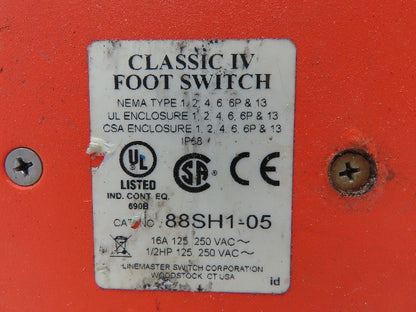 CLASSIC IV
FOOT SWITCH
NEMA TYPE 1, 2, 4, 6, 6P & 13
UL ENCLOSURE 1, 2, 4, 6, 6P & 13
CSA ENCLOSURE 1, 2, 4, 6, 6P & 13
IP68
UL
LISTED
IND. CONT. EQ.
690B
SA
CE
CAT. NO. 88SH1-05
16A 125, 250 VAC~
1/2HP 125, 250 VAC~
LINEMASTER SWITCH CORPORATION
WOODSTOCK, CT USA
id